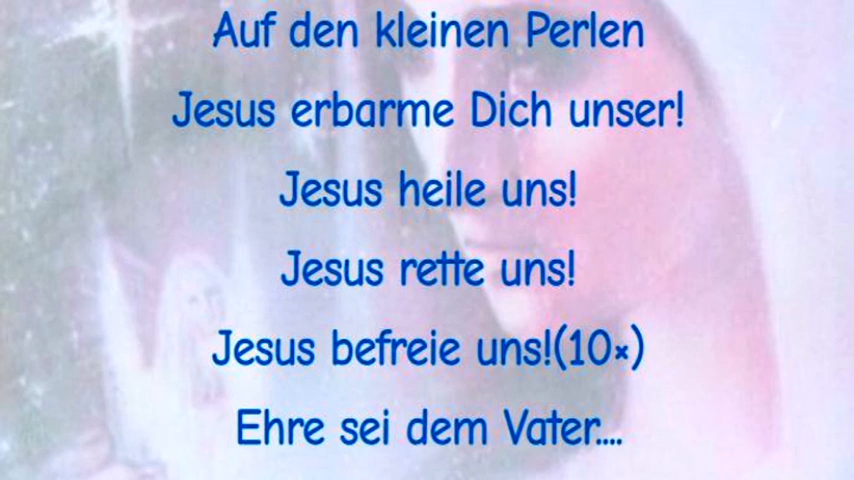 Auf den kleinen Perlen
Jesus erbarme Dich unser!
Jesus heile uns!
Jesus rette uns!
Jesus befreie uns!(10×)
Ehre sei dem Vater....